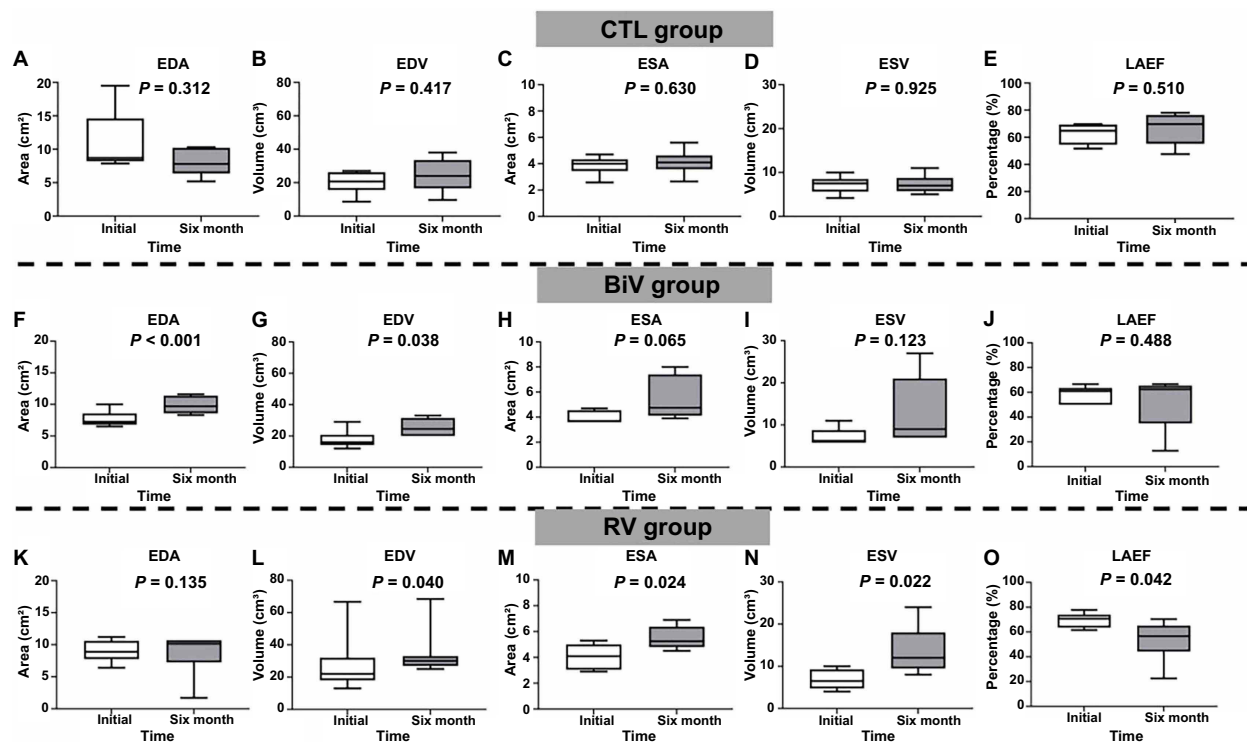 CTL group
A
EDA
P = 0.312
Area (cm²)
20
15
10
5
0
Initial
Six month
Time
B
EDV
P = 0.417
Volume (cm³)
80
60
40
20
0
Initial
Six month
Time
C
ESA
P = 0.630
Area (cm²)
10
8
6
4
2
0
Initial
Six month
Time
D
ESV
P = 0.925
Volume (cm³)
30
20
10
0
Initial
Six month
Time
E
LAEF
P = 0.510
Percentage (%)
100
80
60
40
20
0
Initial
Six month
Time
BiV group
F
EDA
P < 0.001
Area (cm²)
20
15
10
5
0
Initial
Six month
Time
G
EDV
P = 0.038
Volume (cm³)
80
60
40
20
0
Initial
Six month
Time
H
ESA
P = 0.065
Area (cm²)
10
8
6
4
2
0
Initial
Six month
Time
I
ESV
P = 0.123
Volume (cm³)
30
20
10
0
Initial
Six month
Time
J
LAEF
P = 0.488
Percentage (%)
100
80
60
40
20
0
Initial
Six month
Time
RV group
K
EDA
P = 0.135
Area (cm²)
20
15
10
5
0
Initial
Six month
Time
L
EDV
P = 0.040
Volume (cm³)
80
60
40
20
0
Initial
Six month
Time
M
ESA
P = 0.024
Area (cm²)
10
8
6
4
2
0
Initial
Six month
Time
N
ESV
P = 0.022
Volume (cm³)
30
20
10
0
Initial
Six month
Time
O
LAEF
P = 0.042
Percentage (%)
100
80
60
40
20
0
Initial
Six month
Time